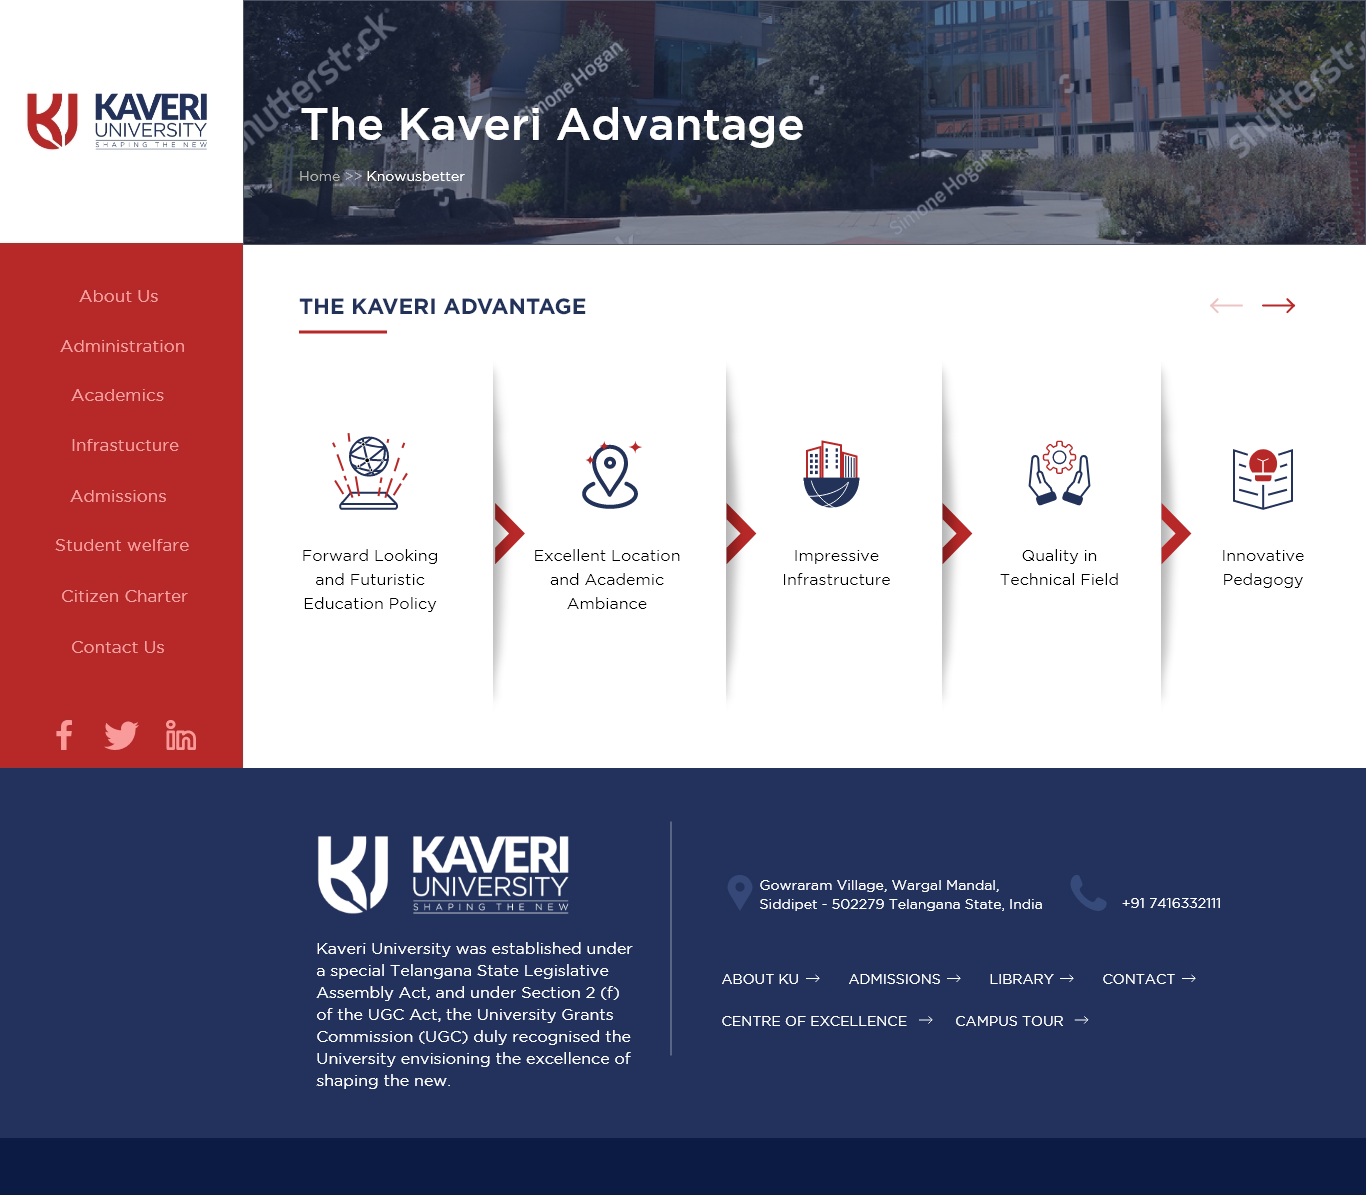 KAVERI
UNIVERSITY
SHAPING THE NEW
shutterstock
Simone Hogan
The Kaveri Advantage
Home >> Knowusbetter
Simone Hogan
shutterst
About Us
Administration
Academics
Infrastucture
Admissions
Student welfare
Citizen Charter
Contact Us
THE KAVERI ADVANTAGE
Forward Looking
and Futuristic
Education Policy
Excellent Location
and Academic
Ambiance
Impressive
Infrastructure
Quality in
Technical Field
Innovative
Pedagogy
KAVERI
UNIVERSITY
SHAPING THE NEW
Kaveri University was established under
a special Telangana State Legislative
Assembly Act, and under Section 2 (f)
of the UGC Act, the University Grants
Commission (UGC) duly recognised the
University envisioning the excellence of
shaping the new.
Gowraram Village, Wargal Mandal,
Siddipet - 502279 Telangana State, India
+91 7416332111
ABOUT KU → ADMISSIONS → LIBRARY → CONTACT →
CENTRE OF EXCELLENCE → CAMPUS TOUR →